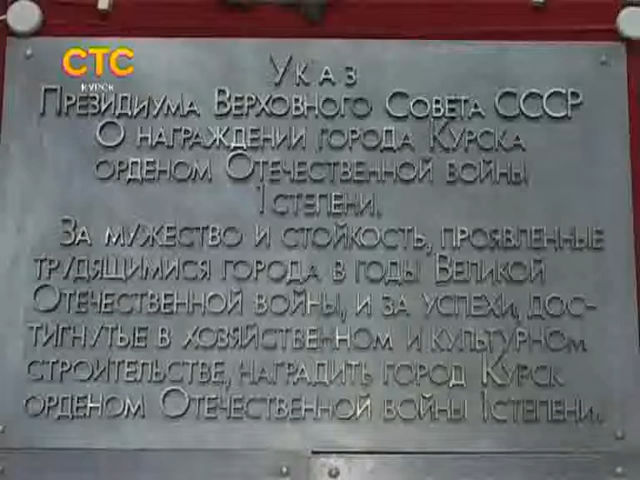 СТС
КУРСК
Указ
Президиума Верховного Совета СССР
О награждении города Курска
орденом Отечественной войны
I степени.
За мужество и стойкость, проявленные
трудящимися города в годы Великой
Отечественной войны, и за успехи, дос-
тигнутые в хозяйственном и культурном
строительстве, наградить город Курск
орденом Отечественной войны I степени.